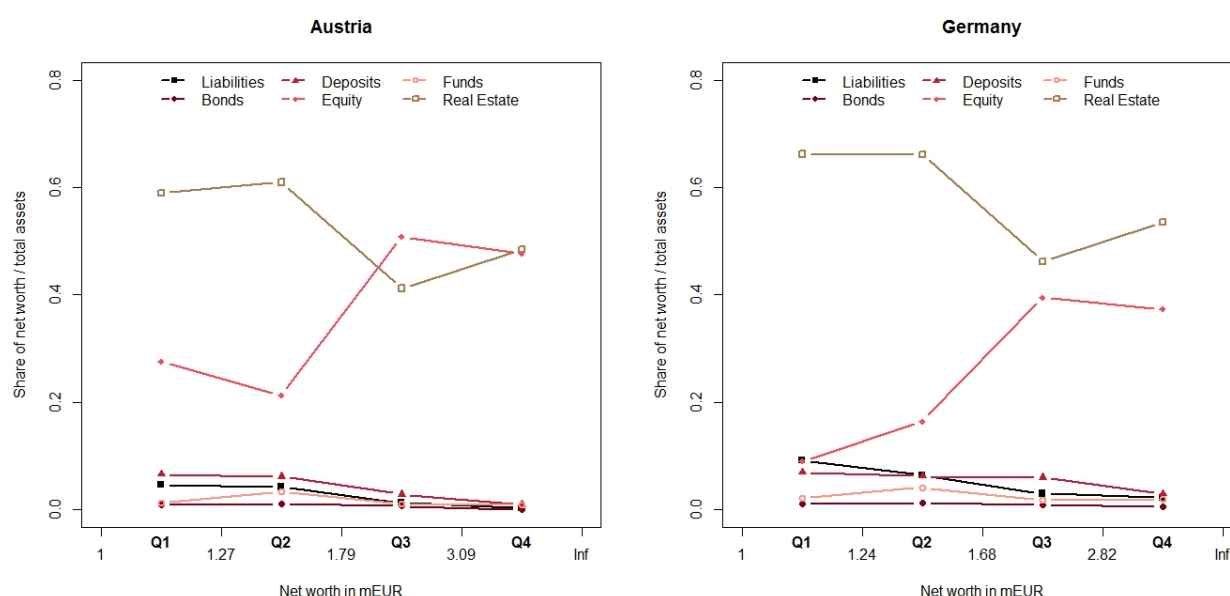 Austria
Liabilities Deposits Funds
Bonds Equity Real Estate
Share of net worth / total assets
0.8
0.6
0.4
0.2
0.0
Q1 Q2 Q3 Q4
1 1.27 1.79 3.09 Inf
Net worth in mEUR
Germany
Liabilities Deposits Funds
Bonds Equity Real Estate
Share of net worth / total assets
0.8
0.6
0.4
0.2
0.0
Q1 Q2 Q3 Q4
1 1.24 1.68 2.82 Inf
Net worth in mEUR